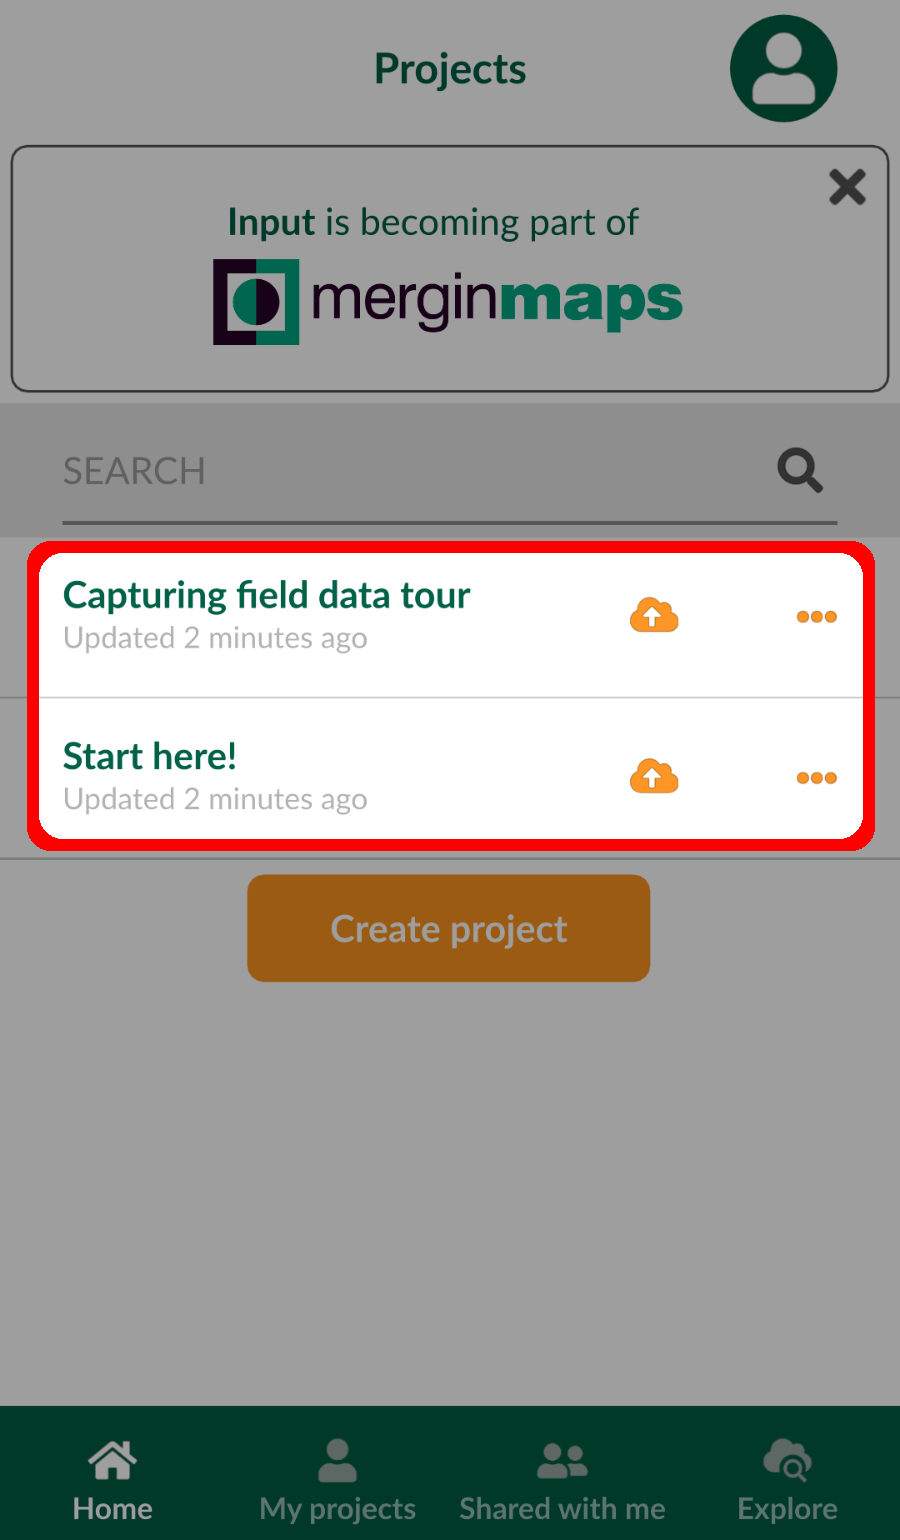 Projects
Input is becoming part of
merginmaps
SEARCH
Capturing field data tour
Updated 2 minutes ago
Start here!
Updated 2 minutes ago
Create project
Home
My projects
Shared with me
Explore